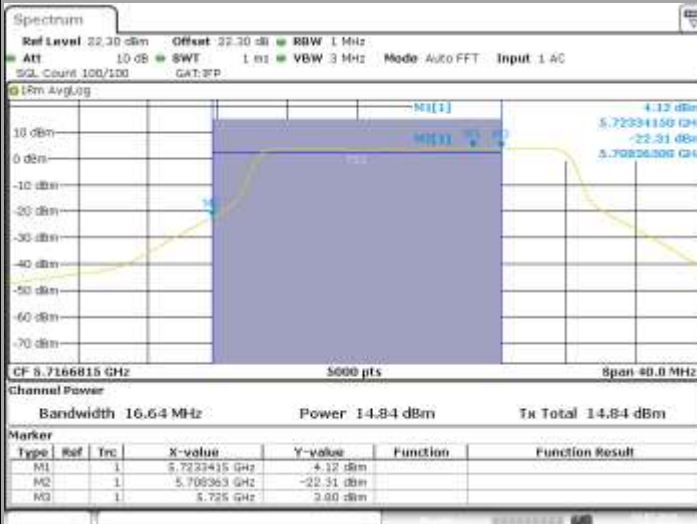 Spectrum
Ref Level 22.30 dBm Offset 22.30 dB RBW 1 MHz
Att 10 dB SWT 1 ms VBW 3 MHz Mode Auto FFT Input 1 AC
SGL Count 100/100 GAT:IFP
1Rm AvgLog
M1[1] 4.12 dBm
5.72334150 GHz
10 dBm
M2[1] M1 M3 -22.31 dBm
0 dBm 5.70836300 GHz
-10 dBm
-20 dBm
-30 dBm
-40 dBm
-50 dBm
-60 dBm
-70 dBm
CF 5.7166815 GHz 5000 pts Span 40.0 MHz
Channel Power
Bandwidth 16.64 MHz Power 14.84 dBm Tx Total 14.84 dBm
Marker
Type Ref Trc X-value Y-value Function Function Result
M1 1 5.7233415 GHz 4.12 dBm
M2 1 5.708363 GHz -22.31 dBm
M3 1 5.725 GHz 3.80 dBm